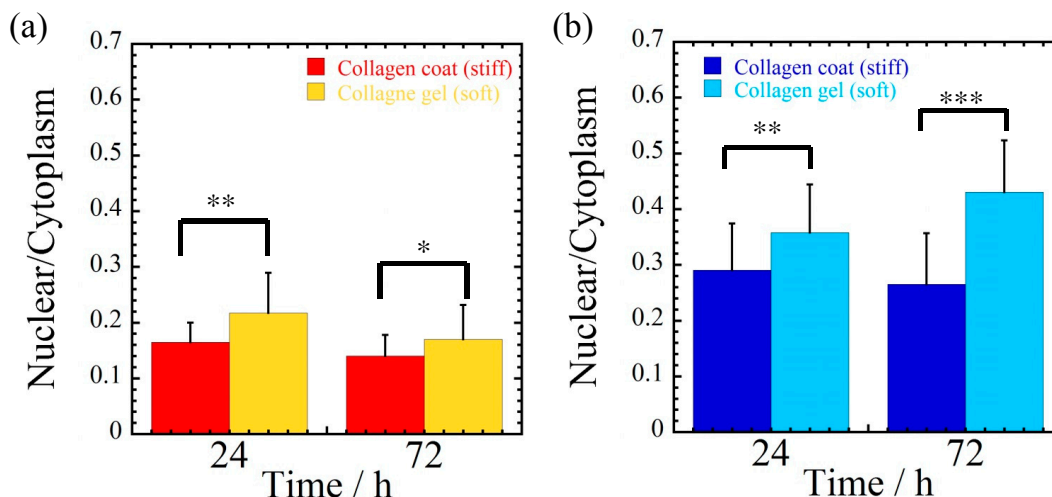 (a)
Nuclear/Cytoplasm
0.7
0.6
0.5
0.4
0.3
0.2
0.1
0
Collagen coat (stiff)
Collagne gel (soft)
**
*
24
72
Time / h
(b)
Nuclear/Cytoplasm
0.7
0.6
0.5
0.4
0.3
0.2
0.1
0
Collagen coat (stiff)
Collagen gel (soft)
**
***
24
72
Time / h